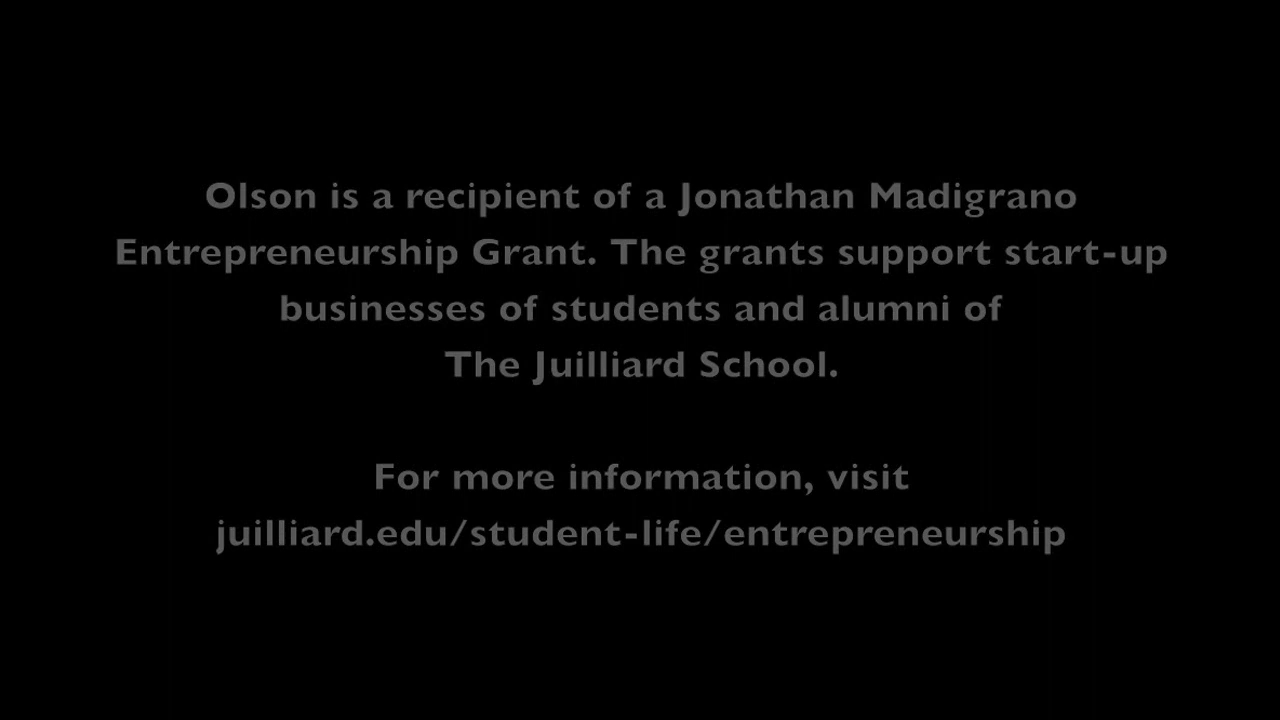 Olson is a recipient of a Jonathan Madigrano
Entrepreneurship Grant. The grants support start-up
businesses of students and alumni of
The Juilliard School.
For more information, visit
juilliard.edu/student-life/entrepreneurship